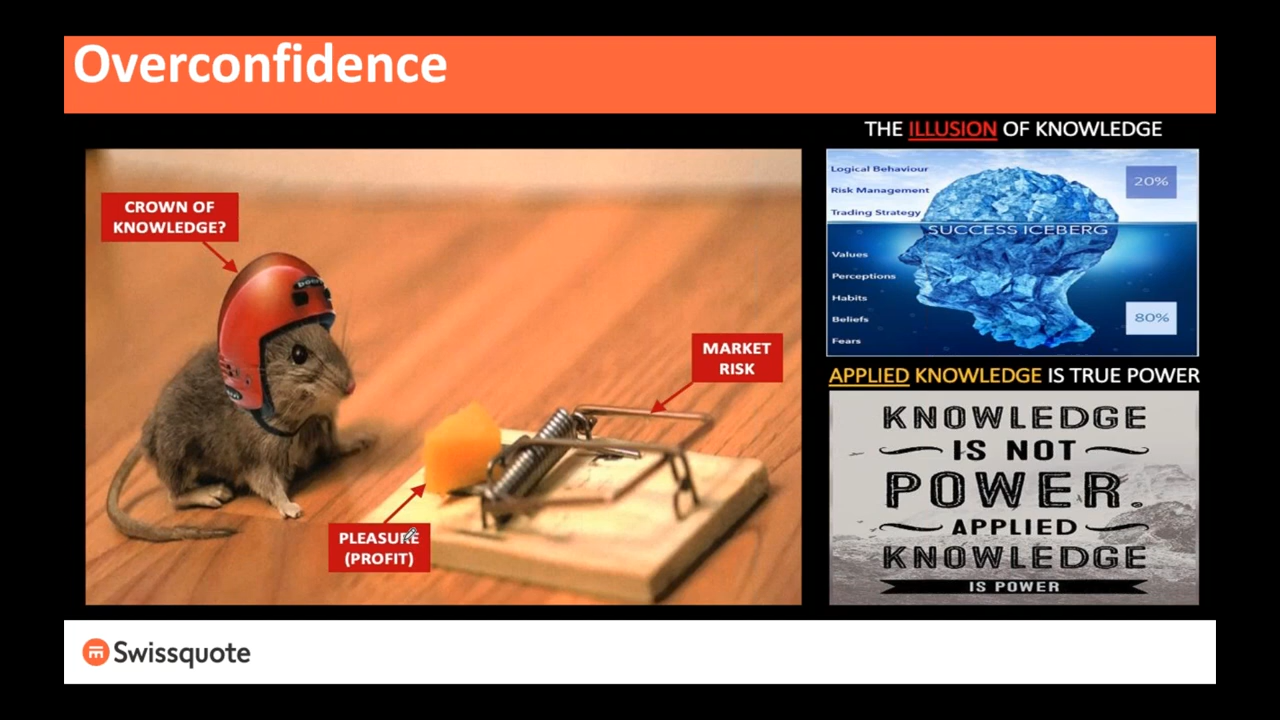 Overconfidence
CROWN OF
KNOWLEDGE?
MARKET
RISK
PLEASURE
(PROFIT)
THE ILLUSION OF KNOWLEDGE
Logical Behaviour
Risk Management
Trading Strategy
20%
SUCCESS ICEBERG
Values
Perceptions
Habits
Beliefs
Fears
80%
APPLIED KNOWLEDGE IS TRUE POWER
KNOWLEDGE
IS NOT
POWER.
APPLIED
KNOWLEDGE
IS POWER
Swissquote